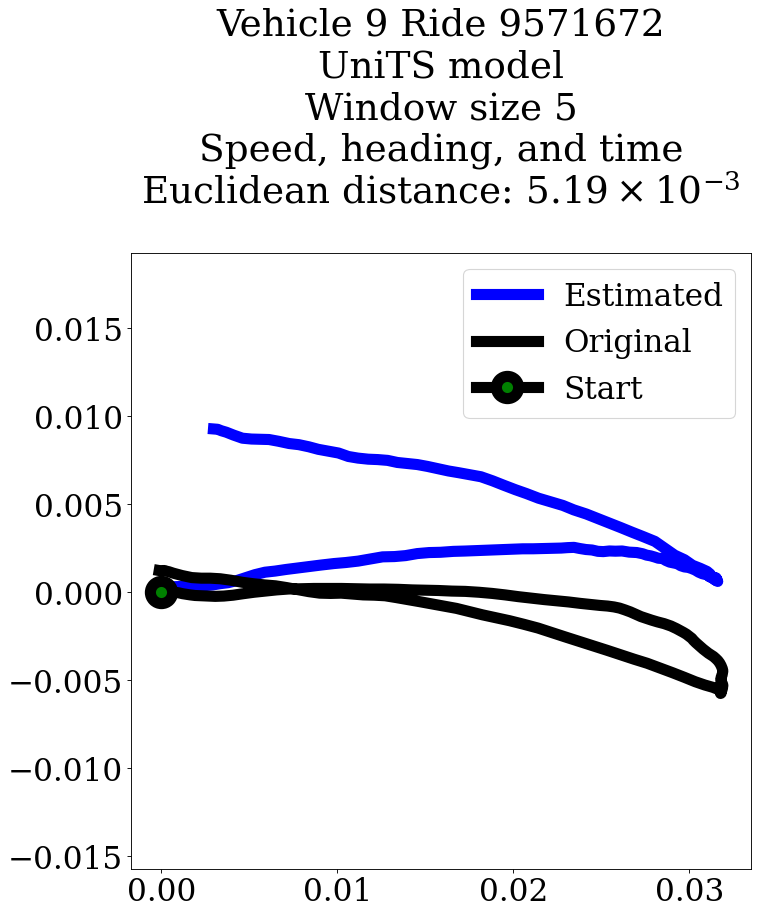 Vehicle 9 Ride 9571672
UniTS model
Window size 5
Speed, heading, and time
Euclidean distance: 5.19 × 10⁻³
Estimated
Original
Start
0.015
0.010
0.005
0.000
−0.005
−0.010
−0.015
0.00 0.01 0.02 0.03